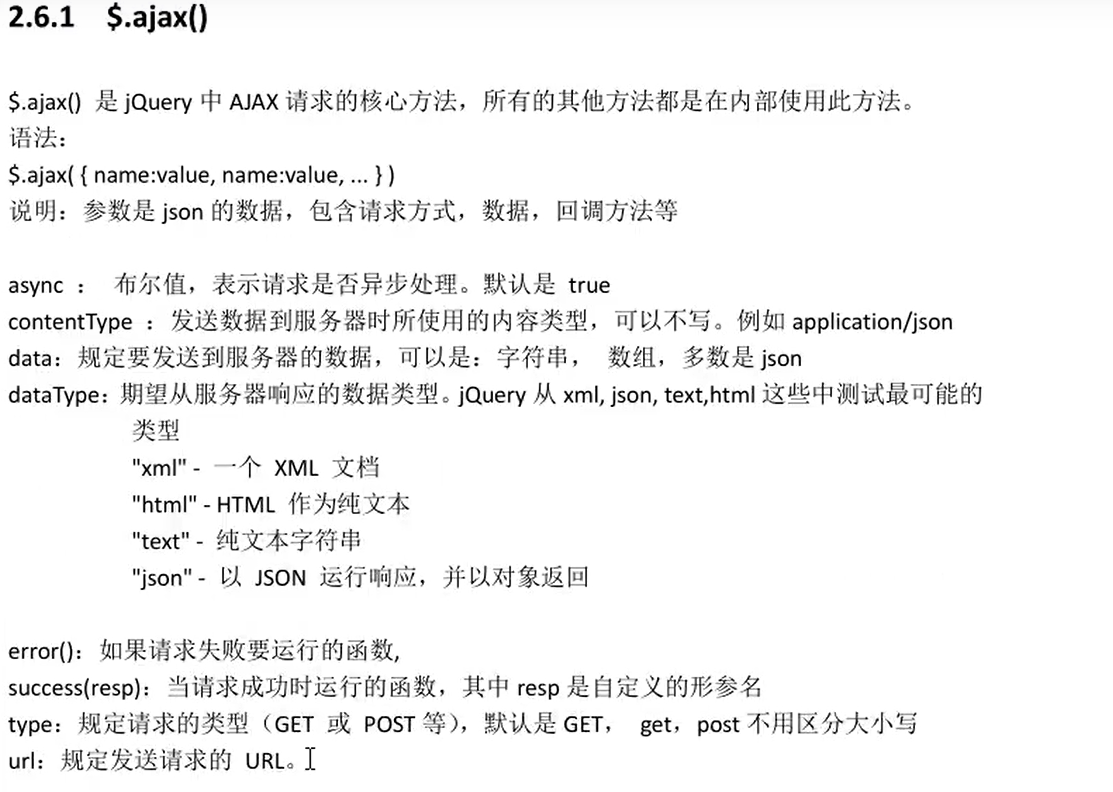 2.6.1 $.ajax()
$.ajax() 是 jQuery 中 AJAX 请求的核心方法，所有的其他方法都是在内部使用此方法。
语法：
$.ajax( { name:value, name:value, ... } )
说明：参数是 json 的数据，包含请求方式，数据，回调方法等
async ： 布尔值，表示请求是否异步处理。默认是 true
contentType ：发送数据到服务器时所使用的内容类型，可以不写。例如 application/json
data：规定要发送到服务器的数据，可以是：字符串， 数组，多数是 json
dataType：期望从服务器响应的数据类型。jQuery 从 xml, json, text,html 这些中测试最可能的
类型
"xml" - 一个 XML 文档
"html" - HTML 作为纯文本
"text" - 纯文本字符串
"json" - 以 JSON 运行响应，并以对象返回
error()：如果请求失败要运行的函数,
success(resp)：当请求成功时运行的函数，其中 resp 是自定义的形参名
type：规定请求的类型（GET 或 POST 等），默认是 GET， get，post 不用区分大小写
url：规定发送请求的 URL。